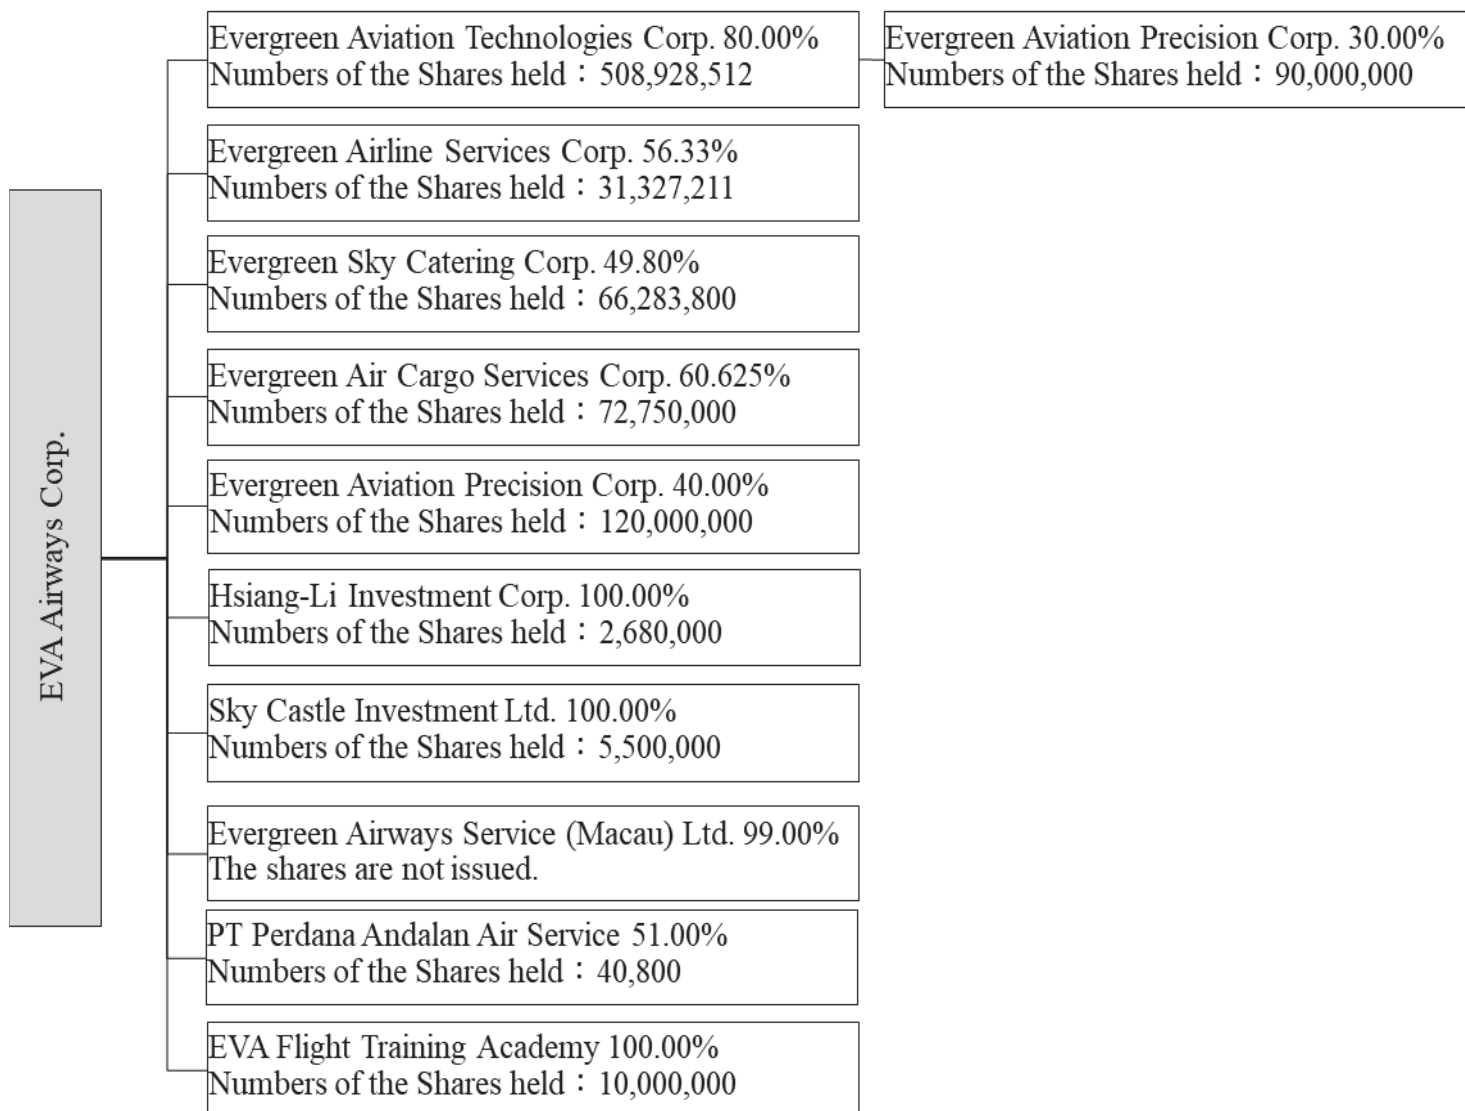 EVA Airways Corp.
Evergreen Aviation Technologies Corp. 80.00%
Numbers of the Shares held：508,928,512
Evergreen Aviation Precision Corp. 30.00%
Numbers of the Shares held：90,000,000
Evergreen Airline Services Corp. 56.33%
Numbers of the Shares held：31,327,211
Evergreen Sky Catering Corp. 49.80%
Numbers of the Shares held：66,283,800
Evergreen Air Cargo Services Corp. 60.625%
Numbers of the Shares held：72,750,000
Evergreen Aviation Precision Corp. 40.00%
Numbers of the Shares held：120,000,000
Hsiang-Li Investment Corp. 100.00%
Numbers of the Shares held：2,680,000
Sky Castle Investment Ltd. 100.00%
Numbers of the Shares held：5,500,000
Evergreen Airways Service (Macau) Ltd. 99.00%
The shares are not issued.
PT Perdana Andalan Air Service 51.00%
Numbers of the Shares held：40,800
EVA Flight Training Academy 100.00%
Numbers of the Shares held：10,000,000